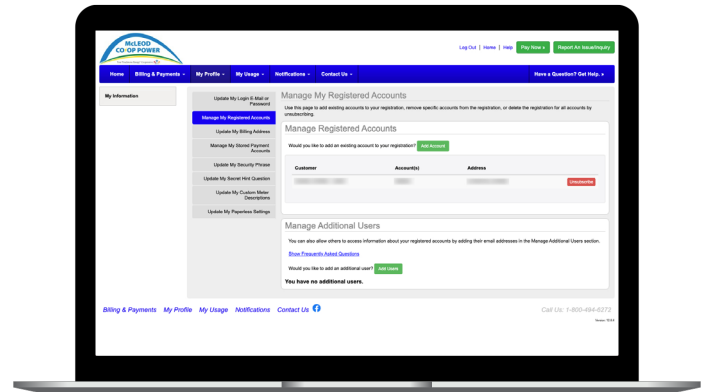 McLEOD
CO-OP POWER
Log Out | Home | Help
Pay Now »
Report An Issue/Inquiry
Home
Billing & Payments
My Profile
My Usage
Notifications
Contact Us
Have a Question? Get Help. »
My Information
Update My Login E-Mail or
Password
Manage My Registered Accounts
Update My Billing Address
Manage My Stored Payment
Accounts
Update My Security Phrase
Update My Secret Hint Question
Update My Custom Meter
Descriptions
Update My Paperless Settings
Manage My Registered Accounts
Use this page to add existing accounts to your registration, remove specific accounts from the registration, or delete the registration for all accounts by
unsubscribing.
Manage Registered Accounts
Would you like to add an existing account to your registration? Add Account
Customer Account(s) Address
Unsubscribe
Manage Additional Users
You can also allow others to access information about your registered accounts by adding their email addresses in the Manage Additional Users section.
Show Frequently Asked Questions
Would you like to add an additional user? Add Users
You have no additional users.
Billing & Payments My Profile My Usage Notifications Contact Us
Call Us: 1-800-494-6272